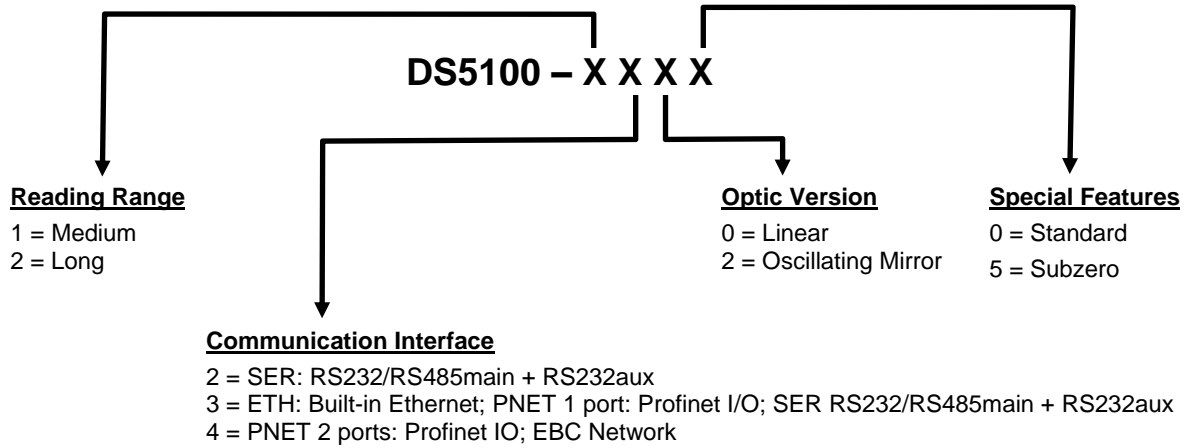 DS5100 – X X X X
Reading Range
1 = Medium
2 = Long
Optic Version
0 = Linear
2 = Oscillating Mirror
Special Features
0 = Standard
5 = Subzero
Communication Interface
2 = SER: RS232/RS485main + RS232aux
3 = ETH: Built-in Ethernet; PNET 1 port: Profinet I/O; SER RS232/RS485main + RS232aux
4 = PNET 2 ports: Profinet IO; EBC Network